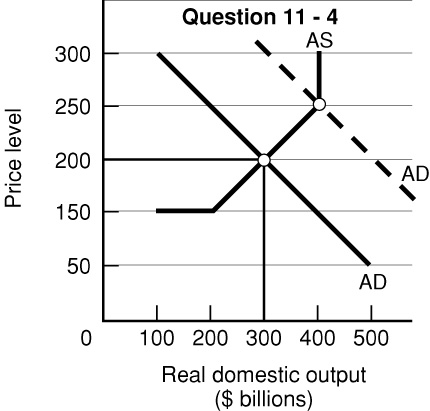 Question 11 - 4
AS
300
250
200
150
50
0
Price level
AD
AD
100 200 300 400 500
Real domestic output
($ billions)